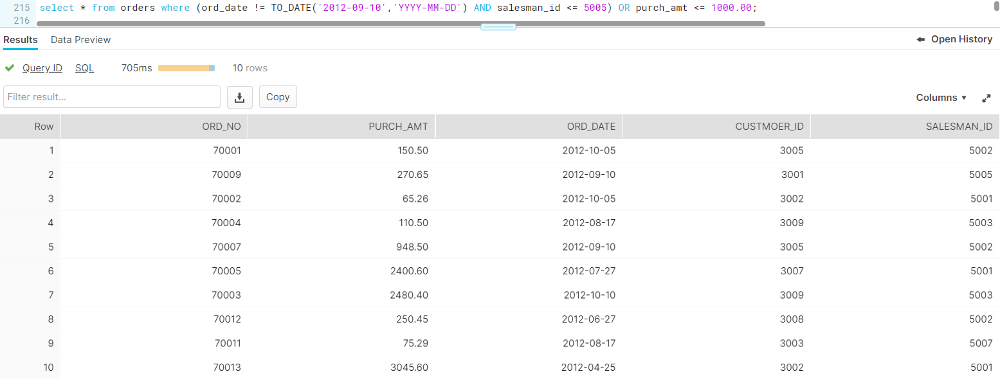 215 select * from orders where (ord_date != TO_DATE('2012-09-10','YYYY-MM-DD') AND salesman_id <= 5005) OR purch_amt <= 1000.00;
216
Results Data Preview Open History
Query ID SQL 705ms 10 rows
Filter result... Copy Columns
Row ORD_NO PURCH_AMT ORD_DATE CUSTMOER_ID SALESMAN_ID
1 70001 150.50 2012-10-05 3005 5002
2 70009 270.65 2012-09-10 3001 5005
3 70002 65.26 2012-10-05 3002 5001
4 70004 110.50 2012-08-17 3009 5003
5 70007 948.50 2012-09-10 3005 5002
6 70005 2400.60 2012-07-27 3007 5001
7 70003 2480.40 2012-10-10 3009 5003
8 70012 250.45 2012-06-27 3008 5002
9 70011 75.29 2012-08-17 3003 5007
10 70013 3045.60 2012-04-25 3002 5001